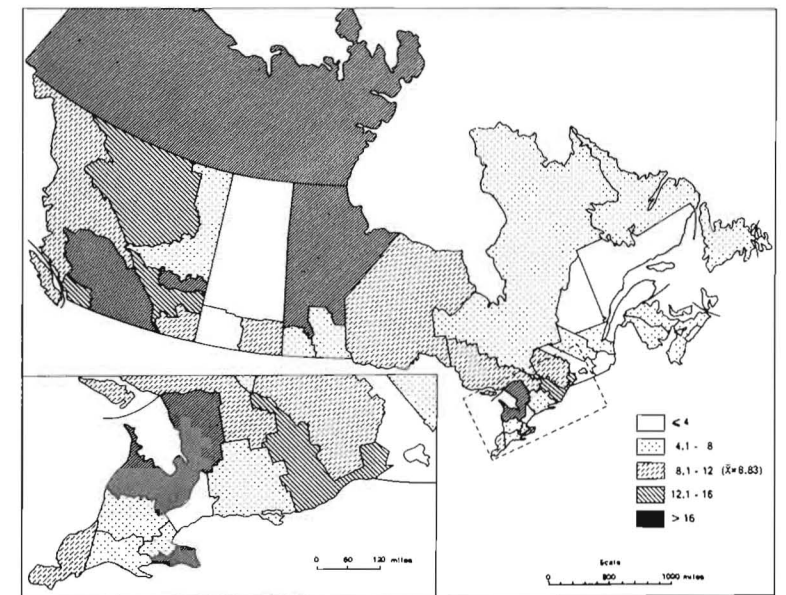 ≤ 4
4.1 - 8
8.1 - 12 (X̄=8.83)
12.1 - 16
> 16
0 60 120 miles
Scale
0 500 1000 miles